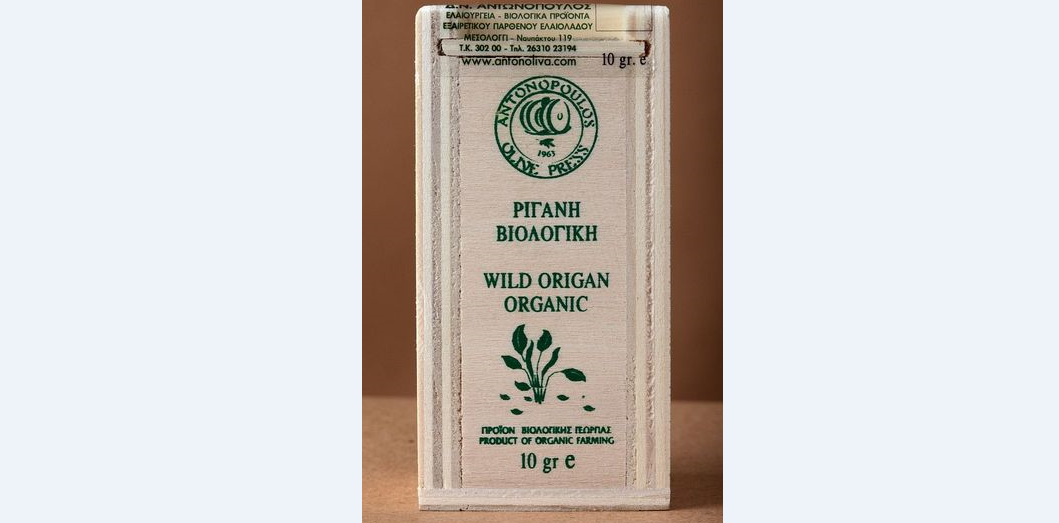 Δ.Ν. ΑΝΤΩΝΟΠΟΥΛΟΣ
ΕΛΑΙΟΥΡΓΕΙΑ - ΒΙΟΛΟΓΙΚΑ ΠΡΟΪΟΝΤΑ
ΕΞΑΙΡΕΤΙΚΟΥ ΠΑΡΘΕΝΟΥ ΕΛΑΙΟΛΑΔΟΥ
ΜΕΣΟΛΟΓΓΙ - Ναυπάκτου 119
Τ.Κ. 302 00 - Τηλ. 26310 23194
www.antonoliva.com
10 gr. e
ANTONOPOULOS
1963
OLIVE PRESS
ΡΙΓΑΝΗ
ΒΙΟΛΟΓΙΚΗ
WILD ORIGAN
ORGANIC
ΠΡΟΪΟΝ ΒΙΟΛΟΓΙΚΗΣ ΓΕΩΡΓΙΑΣ
PRODUCT OF ORGANIC FARMING
10 gr e